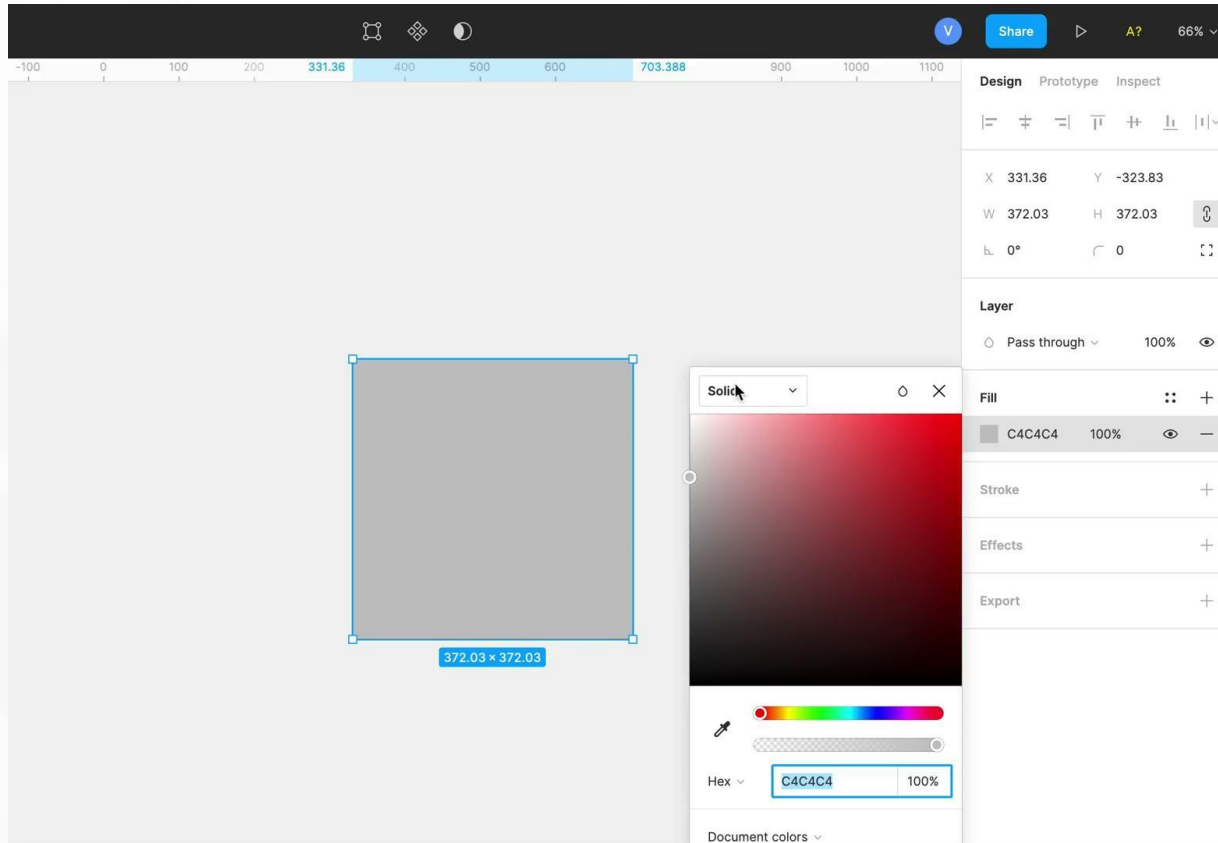 V Share A? 66%
-100 0 100 200 331.36 400 500 600 703.388 900 1000 1100
Design Prototype Inspect
X 331.36 Y -323.83
W 372.03 H 372.03
0° 0
Layer
Pass through 100%
Solid
Fill
C4C4C4 100%
Stroke
Effects
Export
372.03 × 372.03
Hex C4C4C4 100%
Document colors